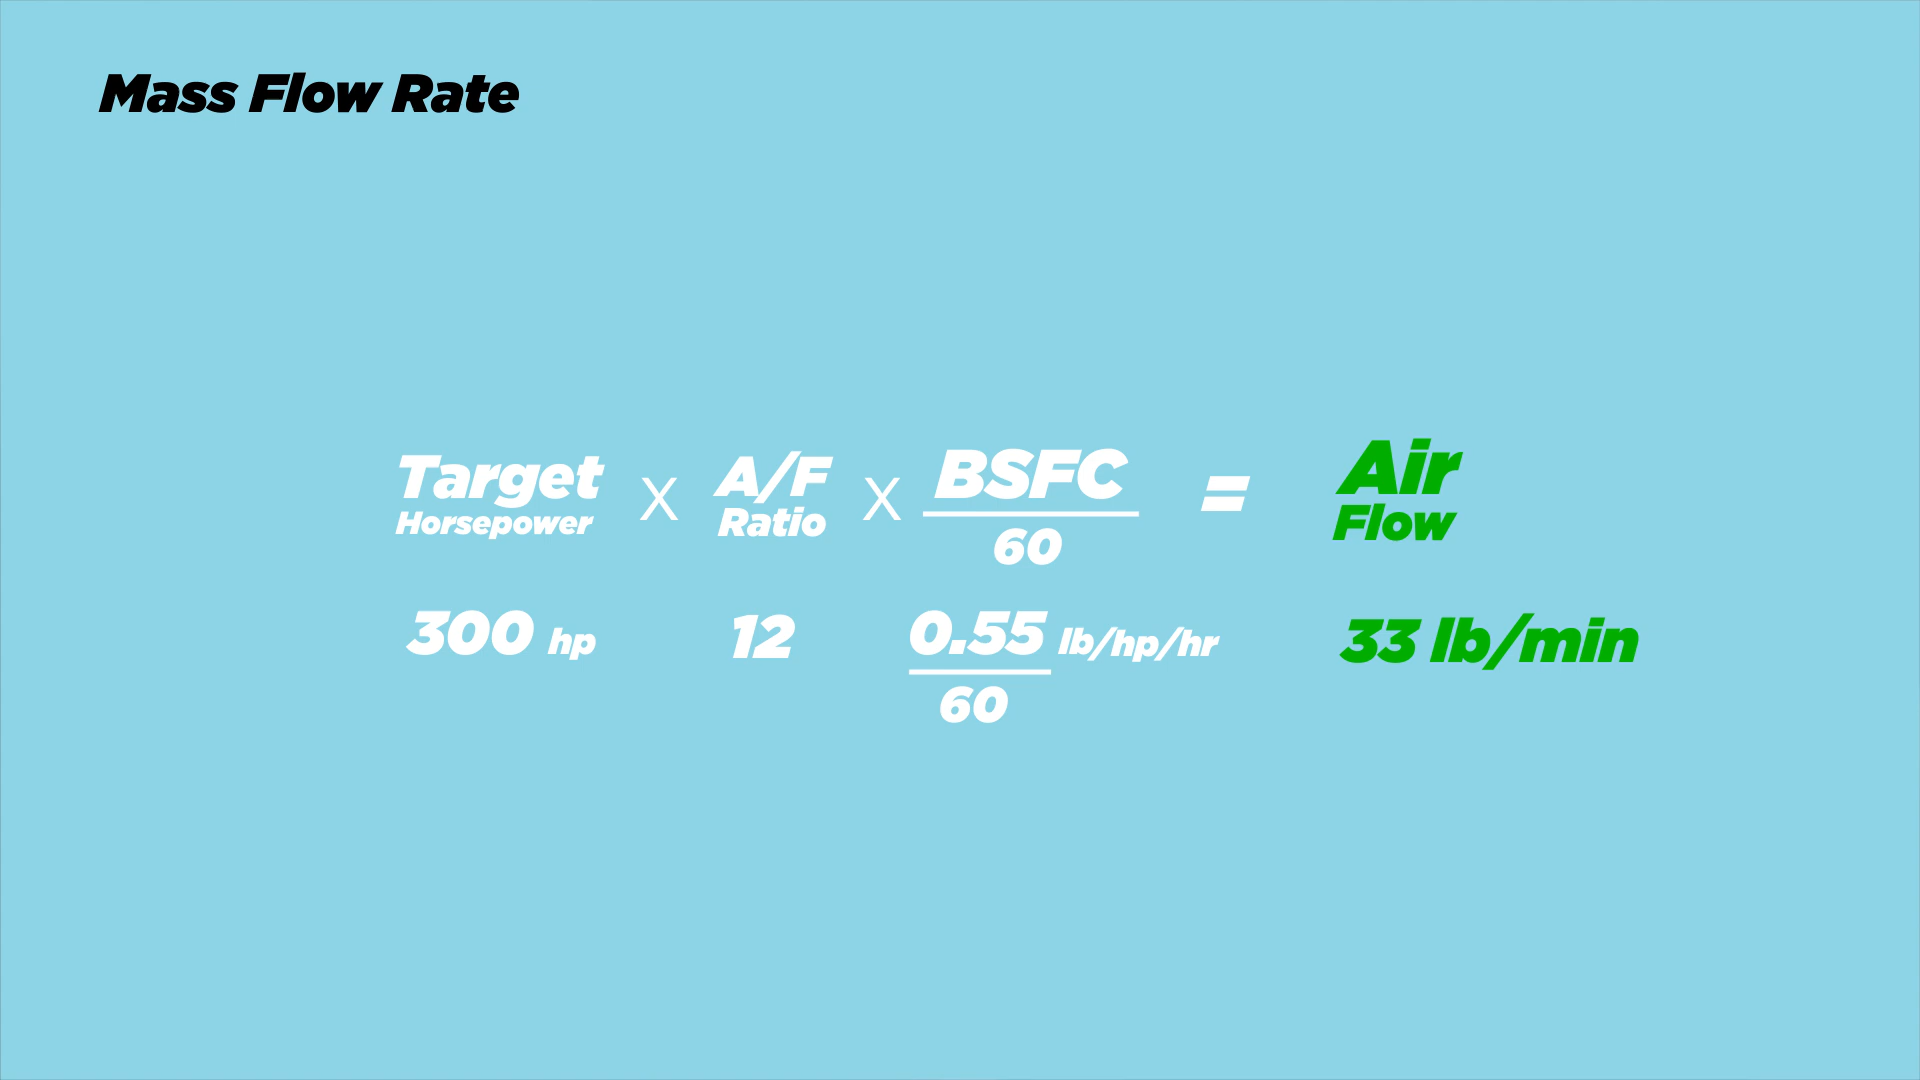 Mass Flow Rate
Target Horsepower X A/F Ratio X BSFC / 60 = Air Flow
300 hp 12 0.55 lb/hp/hr / 60 33 lb/min